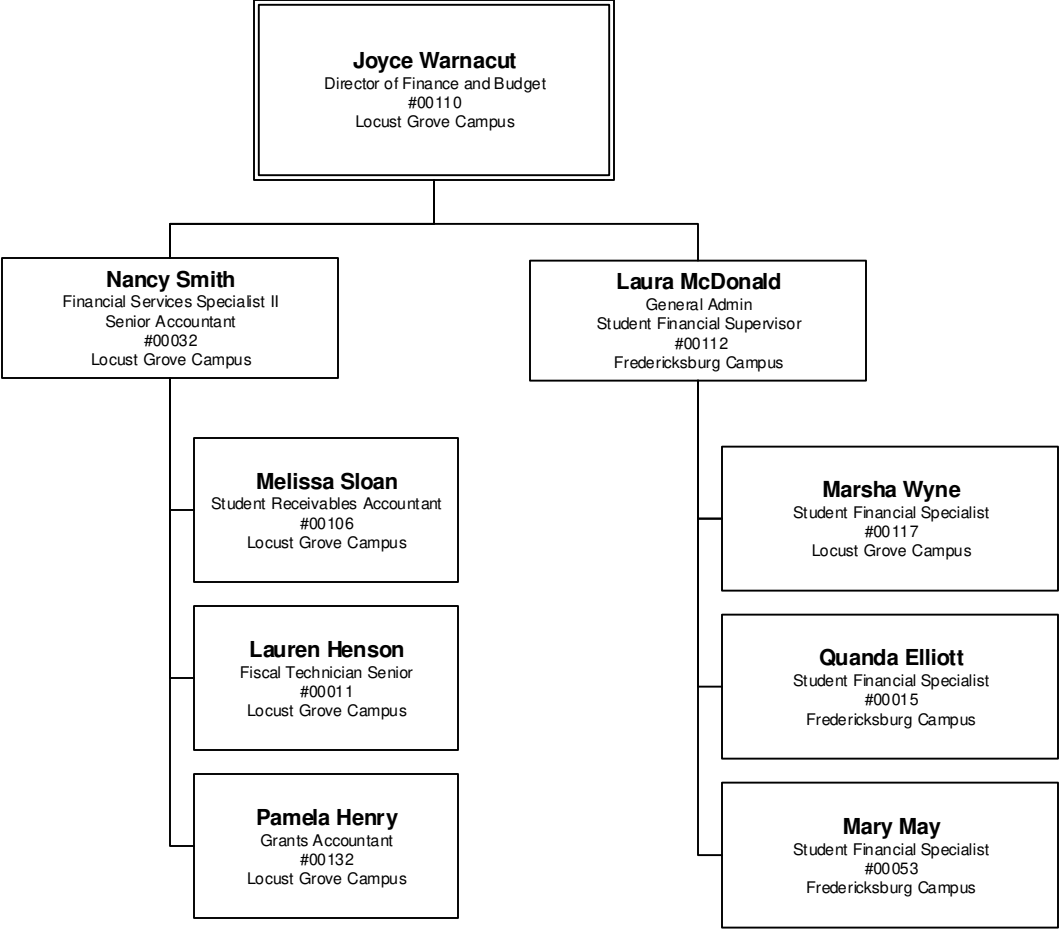 Joyce Warnacut
Director of Finance and Budget
#00110
Locust Grove Campus
Nancy Smith
Financial Services Specialist II
Senior Accountant
#00032
Locust Grove Campus
Laura McDonald
General Admin
Student Financial Supervisor
#00112
Fredericksburg Campus
Melissa Sloan
Student Receivables Accountant
#00106
Locust Grove Campus
Lauren Henson
Fiscal Technician Senior
#00011
Locust Grove Campus
Pamela Henry
Grants Accountant
#00132
Locust Grove Campus
Marsha Wyne
Student Financial Specialist
#00117
Locust Grove Campus
Quanda Elliott
Student Financial Specialist
#00015
Fredericksburg Campus
Mary May
Student Financial Specialist
#00053
Fredericksburg Campus